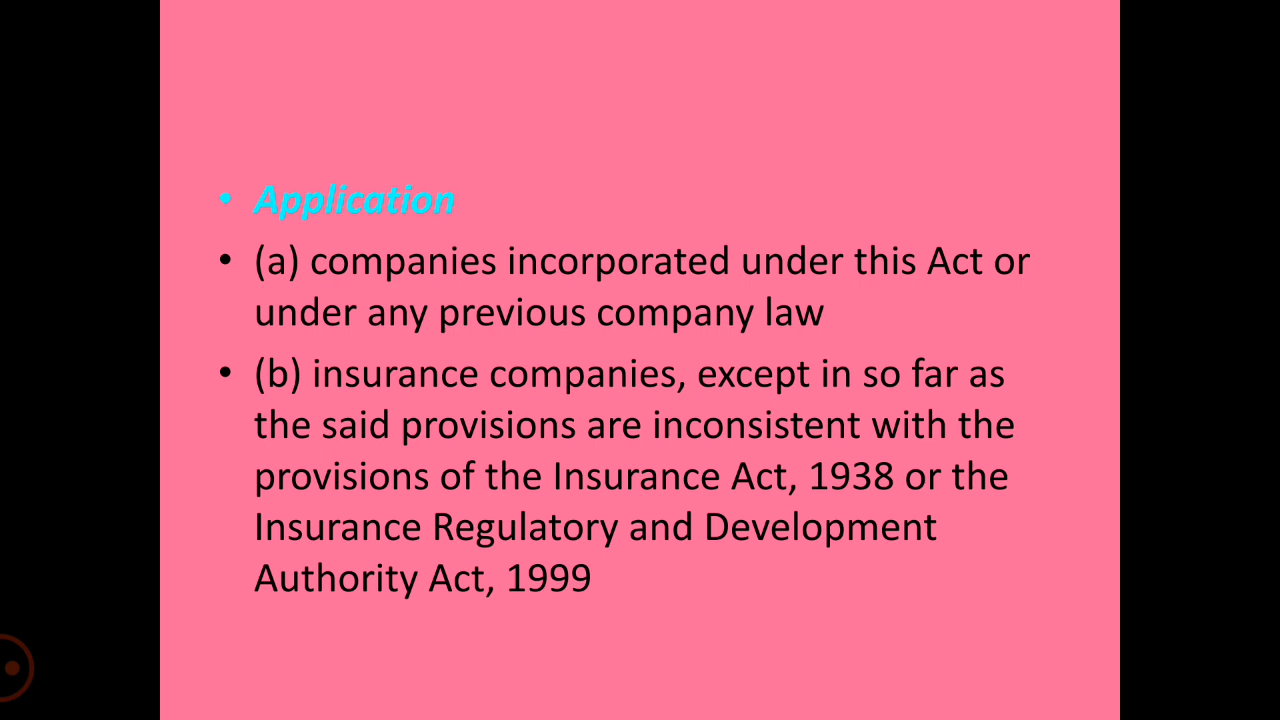 • Application
• (a) companies incorporated under this Act or
under any previous company law
• (b) insurance companies, except in so far as
the said provisions are inconsistent with the
provisions of the Insurance Act, 1938 or the
Insurance Regulatory and Development
Authority Act, 1999